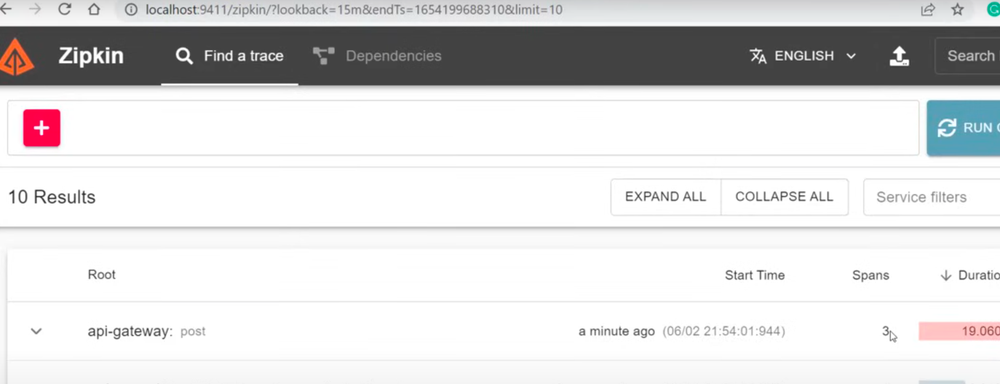 localhost:9411/zipkin/?lookback=15m&endTs=1654199688310&limit=10
Zipkin Find a trace Dependencies ENGLISH Search
RUN
10 Results EXPAND ALL COLLAPSE ALL Service filters
Root Start Time Spans Duratio
api-gateway: post a minute ago (06/02 21:54:01:944) 3 19.060